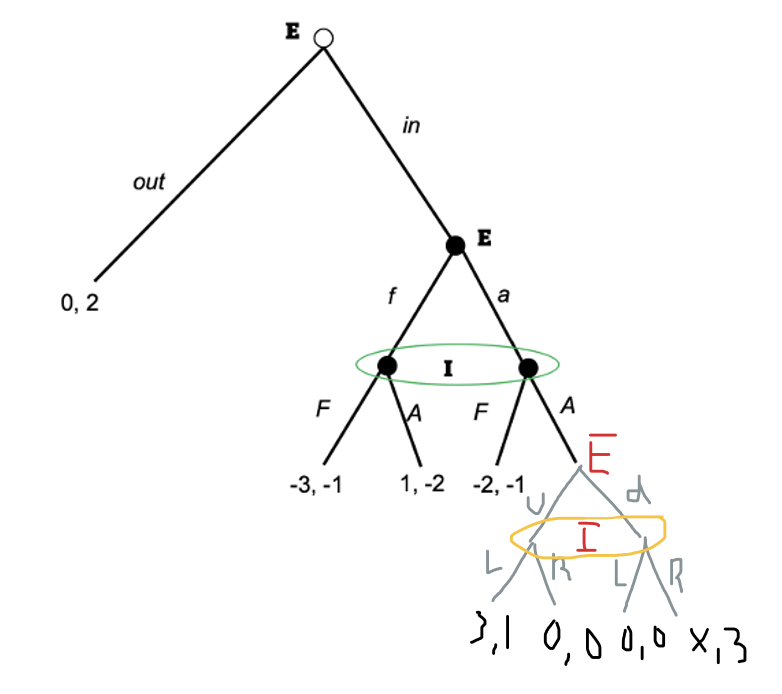 E
in
out
E
f a
0, 2
I
F A F A
E
-3, -1 1, -2 -2, -1
U d
I
L R L R
3,1 0,0 0,0 x,3